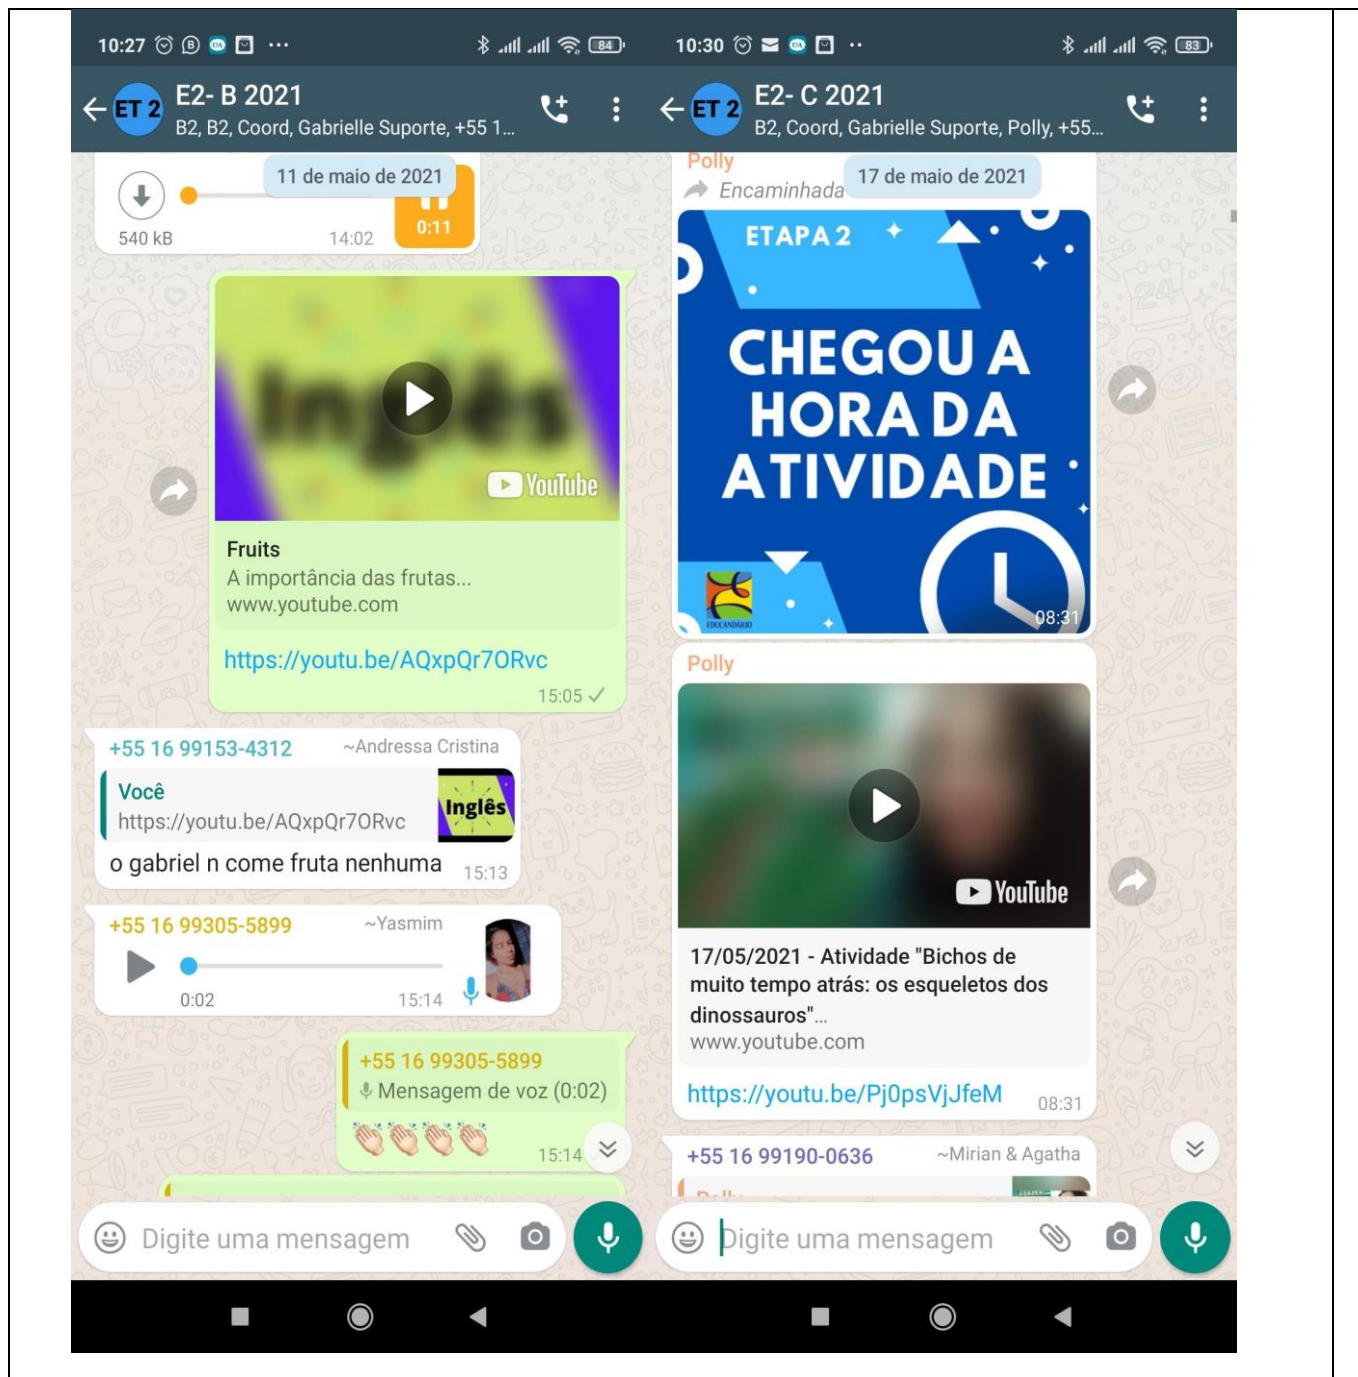 10:27
84
E2- B 2021
B2, B2, Coord, Gabrielle Suporte, +55 1...
11 de maio de 2021
540 kB
14:02
0:11
Inglês
YouTube
Fruits
A importância das frutas...
www.youtube.com
https://youtu.be/AQxpQr7ORvc
15:05
+55 16 99153-4312
~Andressa Cristina
Você
https://youtu.be/AQxpQr7ORvc
Inglês
o gabriel n come fruta nenhuma
15:13
+55 16 99305-5899
~Yasmim
0:02
15:14
+55 16 99305-5899
Mensagem de voz (0:02)
15:14
Digite uma mensagem
10:30
83
E2- C 2021
B2, Coord, Gabrielle Suporte, Polly, +55...
Polly
17 de maio de 2021
Encaminhada
ETAPA 2
CHEGOU A
HORA DA
ATIVIDADE
EDUCANDÁRIO
08:31
Polly
YouTube
17/05/2021 - Atividade "Bichos de
muito tempo atrás: os esqueletos dos
dinossauros"...
www.youtube.com
https://youtu.be/Pj0psVjJfeM
08:31
+55 16 99190-0636
~Mirian & Agatha
Polly
Digite uma mensagem